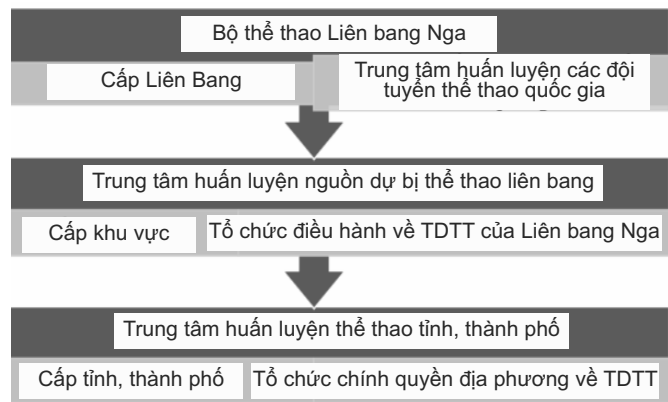 Bộ thể thao Liên bang Nga
Cấp Liên Bang
Trung tâm huấn luyện các đội
tuyển thể thao quốc gia
Trung tâm huấn luyện nguồn dự bị thể thao liên bang
Cấp khu vực
Tổ chức điều hành về TDTT của Liên bang Nga
Trung tâm huấn luyện thể thao tỉnh, thành phố
Cấp tỉnh, thành phố
Tổ chức chính quyền địa phương về TDTT